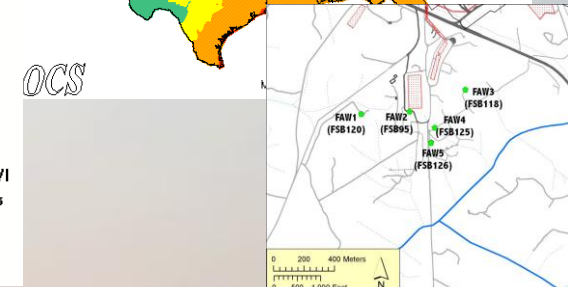 OCS
FAW3
(FSB118)
FAW1
(FSB120)
FAW2
(FSB95)
FAW4
(FSB125)
FAW5
(FSB126)
0 200 400 Meters
N